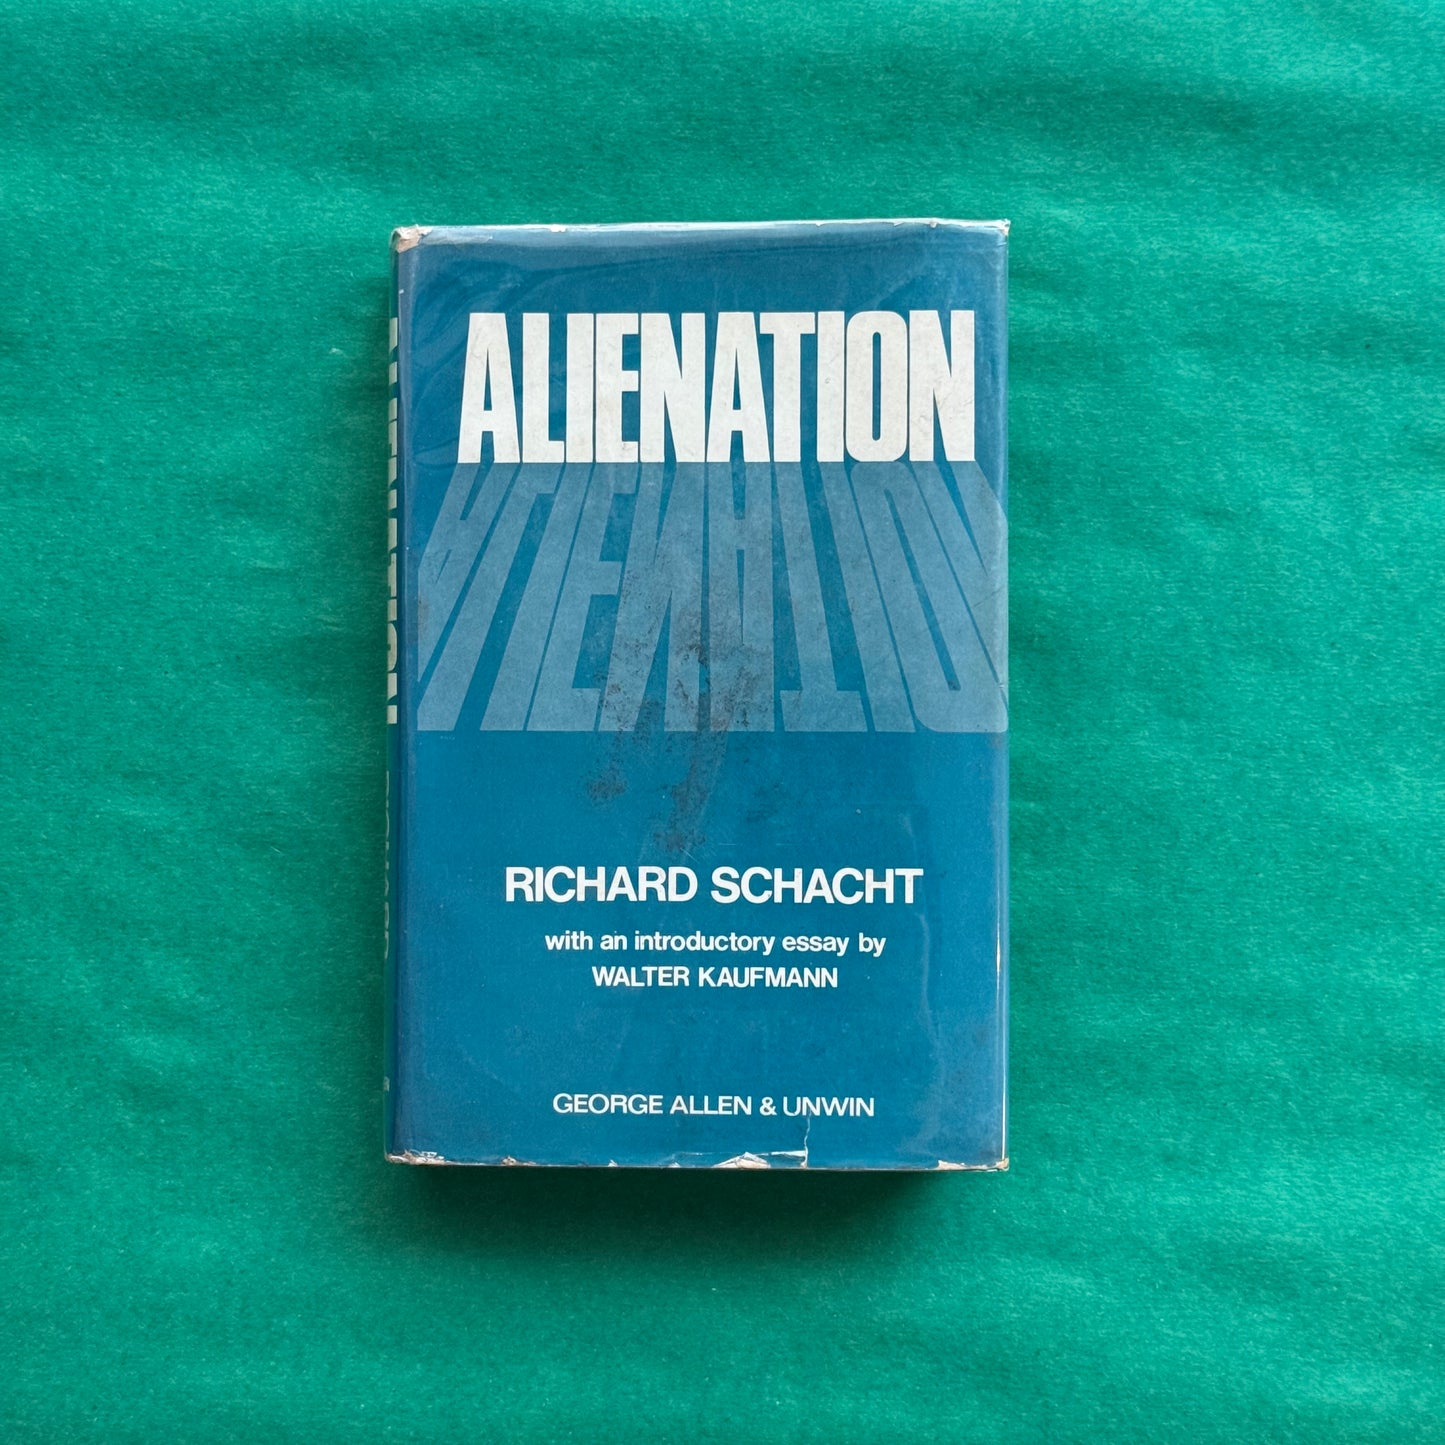 ALIENATION
RICHARD SCHACHT
with an introductory essay by
WALTER KAUFMANN
GEORGE ALLEN & UNWIN